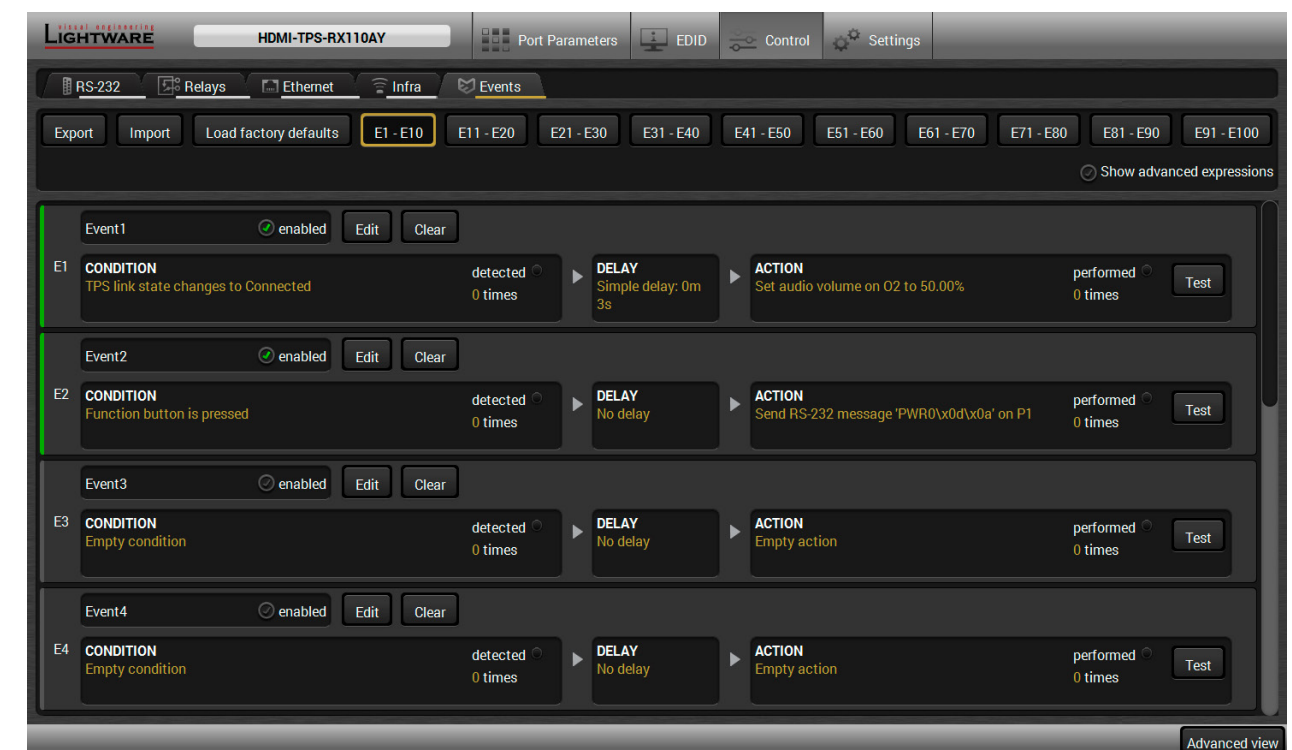 visual engineering
LIGHTWARE
HDMI-TPS-RX110AY
Port Parameters
EDID
Control
Settings
RS-232
Relays
Ethernet
Infra
Events
Export
Import
Load factory defaults
E1 - E10
E11 - E20
E21 - E30
E31 - E40
E41 - E50
E51 - E60
E61 - E70
E71 - E80
E81 - E90
E91 - E100
Show advanced expressions
Event1
enabled
Edit
Clear
E1
CONDITION
TPS link state changes to Connected
detected
0 times
DELAY
Simple delay: 0m
3s
ACTION
Set audio volume on O2 to 50.00%
performed
0 times
Test
Event2
enabled
Edit
Clear
E2
CONDITION
Function button is pressed
detected
0 times
DELAY
No delay
ACTION
Send RS-232 message 'PWR0\x0d\x0a' on P1
performed
0 times
Test
Event3
enabled
Edit
Clear
E3
CONDITION
Empty condition
detected
0 times
DELAY
No delay
ACTION
Empty action
performed
0 times
Test
Event4
enabled
Edit
Clear
E4
CONDITION
Empty condition
detected
0 times
DELAY
No delay
ACTION
Empty action
performed
0 times
Test
Advanced view